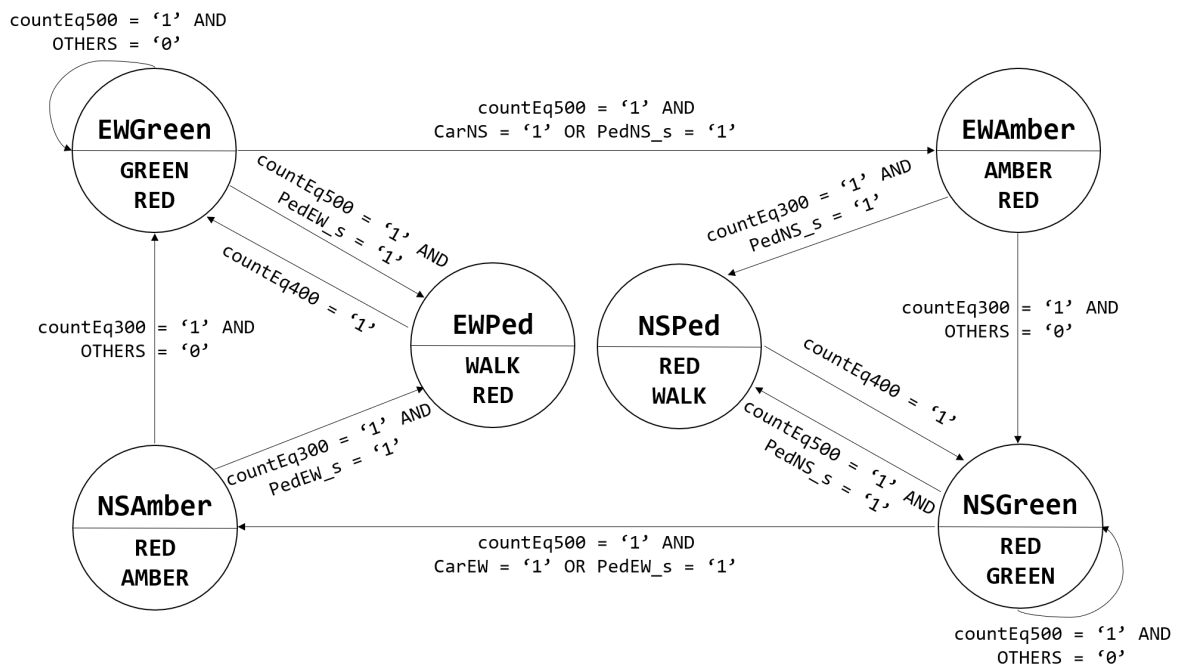 countEq500 = ‘1’ AND
OTHERS = ‘0’
EWGreen
GREEN
RED
countEq500 = ‘1’ AND
CarNS = ‘1’ OR PedNS_s = ‘1’
EWAmber
AMBER
RED
countEq500 = ‘1’ AND
PedEW_s = ‘1’
countEq400 = ‘1’
countEq300 = ‘1’ AND
PedNS_s = ‘1’
countEq300 = ‘1’ AND
OTHERS = ‘0’
EWPed
WALK
RED
NSPed
RED
WALK
countEq300 = ‘1’ AND
OTHERS = ‘0’
countEq400 = ‘1’
countEq300 = ‘1’ AND
PedEW_s = ‘1’
countEq500 = ‘1’ AND
PedNS_s = ‘1’
NSAmber
RED
AMBER
countEq500 = ‘1’ AND
CarEW = ‘1’ OR PedEW_s = ‘1’
NSGreen
RED
GREEN
countEq500 = ‘1’ AND
OTHERS = ‘0’